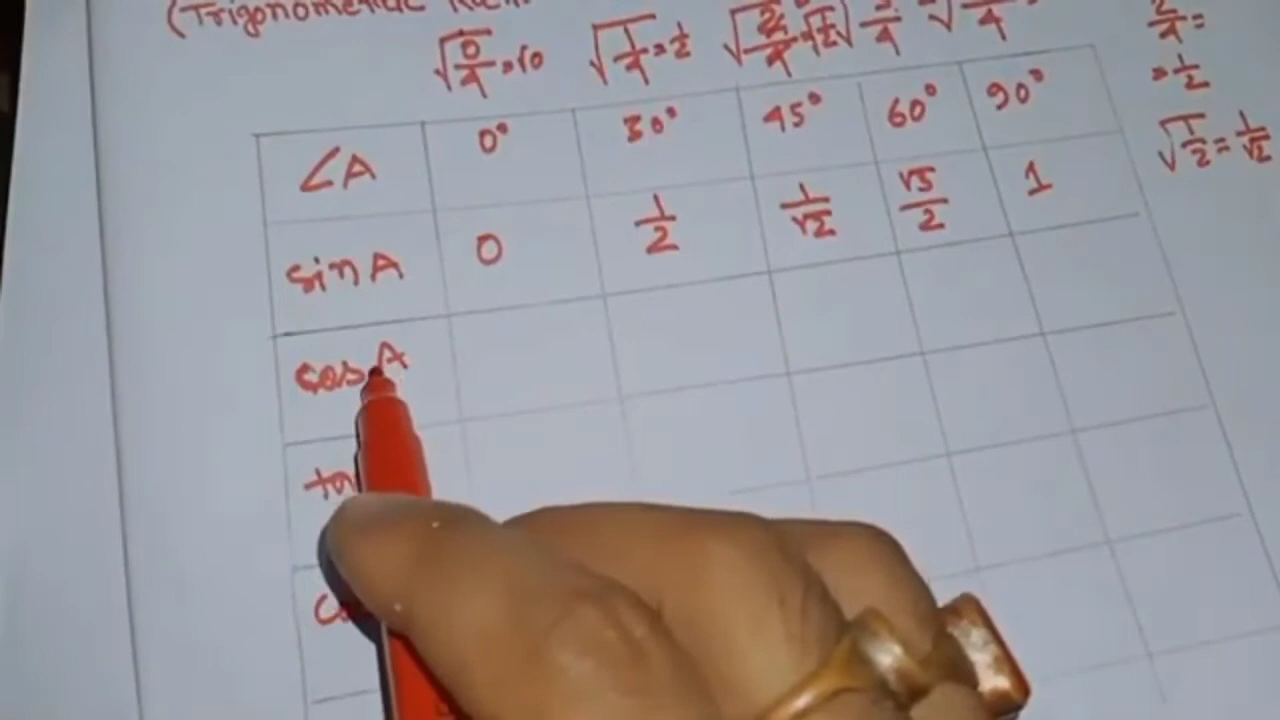 (Trigonometric
√0/4 = √0 √1/4 = 1/2 √2/4 = √1/2 √3/4
2/4 =
= 1/2
√1/2 = 1/√2
∠A 0° 30° 45° 60° 90°
sin A 0 1/2 1/√2 √3/2 1
cos A